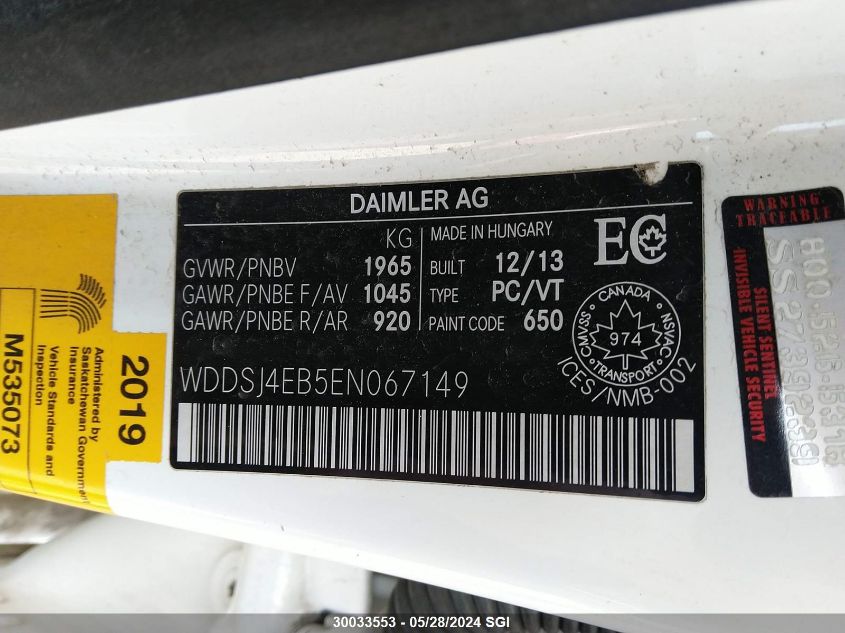 DAIMLER AG
KG
GVWR/PNBV 1965
GAWR/PNBE F/AV 1045
GAWR/PNBE R/AR 920
MADE IN HUNGARY
BUILT 12/13
TYPE PC/VT
PAINT CODE 650
EC
CANADA
CMVSS
NSVAC
974
TRANSPORT
ICES/NMB-002
WDDSJ4EB5EN067149
2019
Administered by
Saskatchewan Government
Insurance
Vehicle Standards and
Inspection
M535073
WARNING
TRACEABLE
SILENT SENTINEL
INVISIBLE VEHICLE SECURITY
30033553 - 05/28/2024 SGI